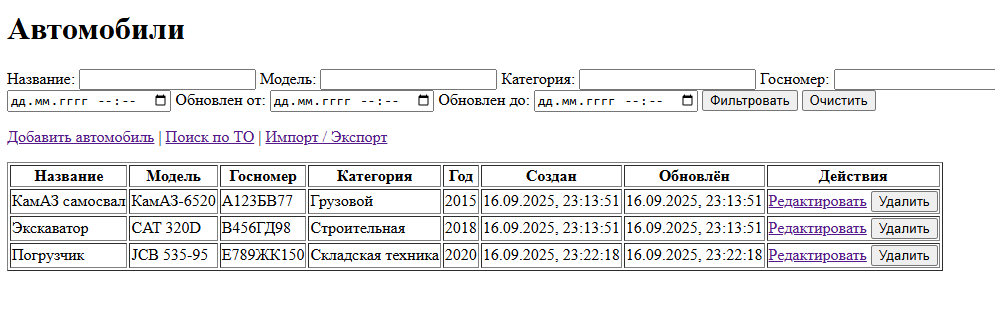 Автомобили
Название: Модель: Категория: Госномер:
дд.мм.гггг --:-- Обновлен от: дд.мм.гггг --:-- Обновлен до: дд.мм.гггг --:-- Фильтровать Очистить
Добавить автомобиль | Поиск по ТО | Импорт / Экспорт
Название Модель Госномер Категория Год Создан Обновлён Действия
КамАЗ самосвал КамАЗ-6520 А123БВ77 Грузовой 2015 16.09.2025, 23:13:51 16.09.2025, 23:13:51 Редактировать Удалить
Экскаватор CAT 320D В456ГД98 Строительная 2018 16.09.2025, 23:13:51 16.09.2025, 23:13:51 Редактировать Удалить
Погрузчик JCB 535-95 Е789ЖК150 Складская техника 2020 16.09.2025, 23:22:18 16.09.2025, 23:22:18 Редактировать Удалить